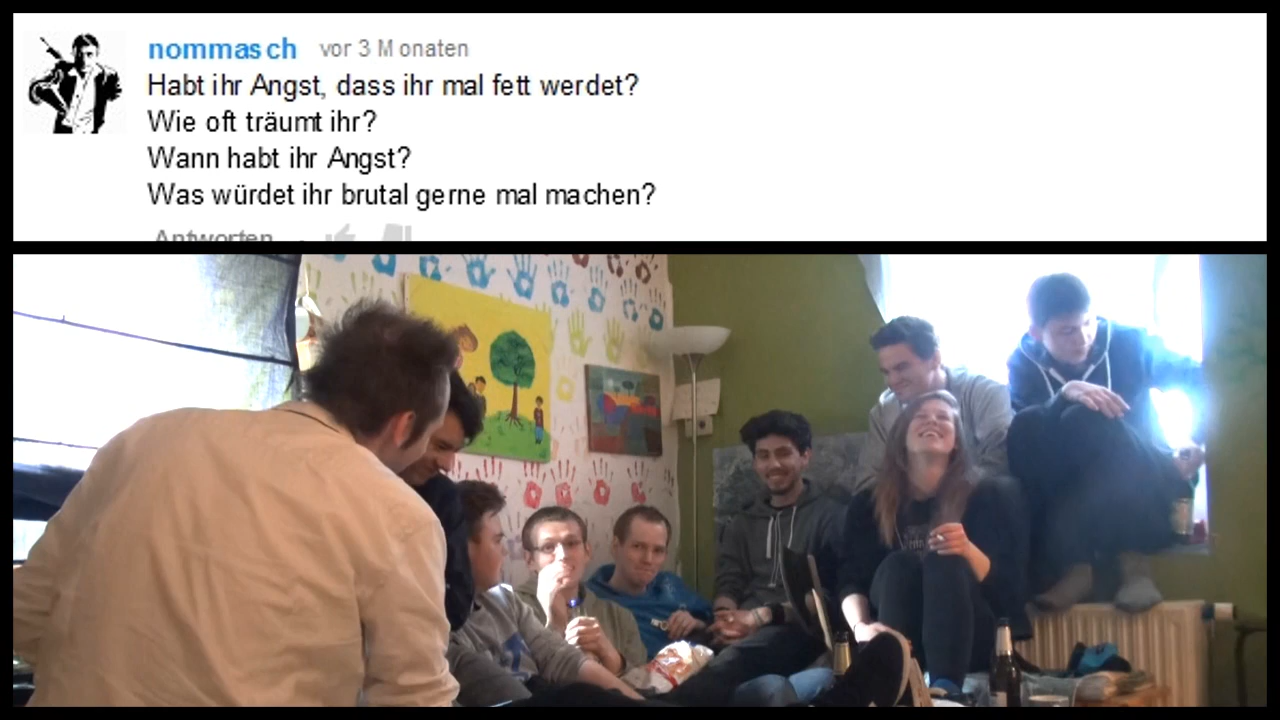 nommasch vor 3 Monaten
Habt ihr Angst, dass ihr mal fett werdet?
Wie oft träumt ihr?
Wann habt ihr Angst?
Was würdet ihr brutal gerne mal machen?
Antworten